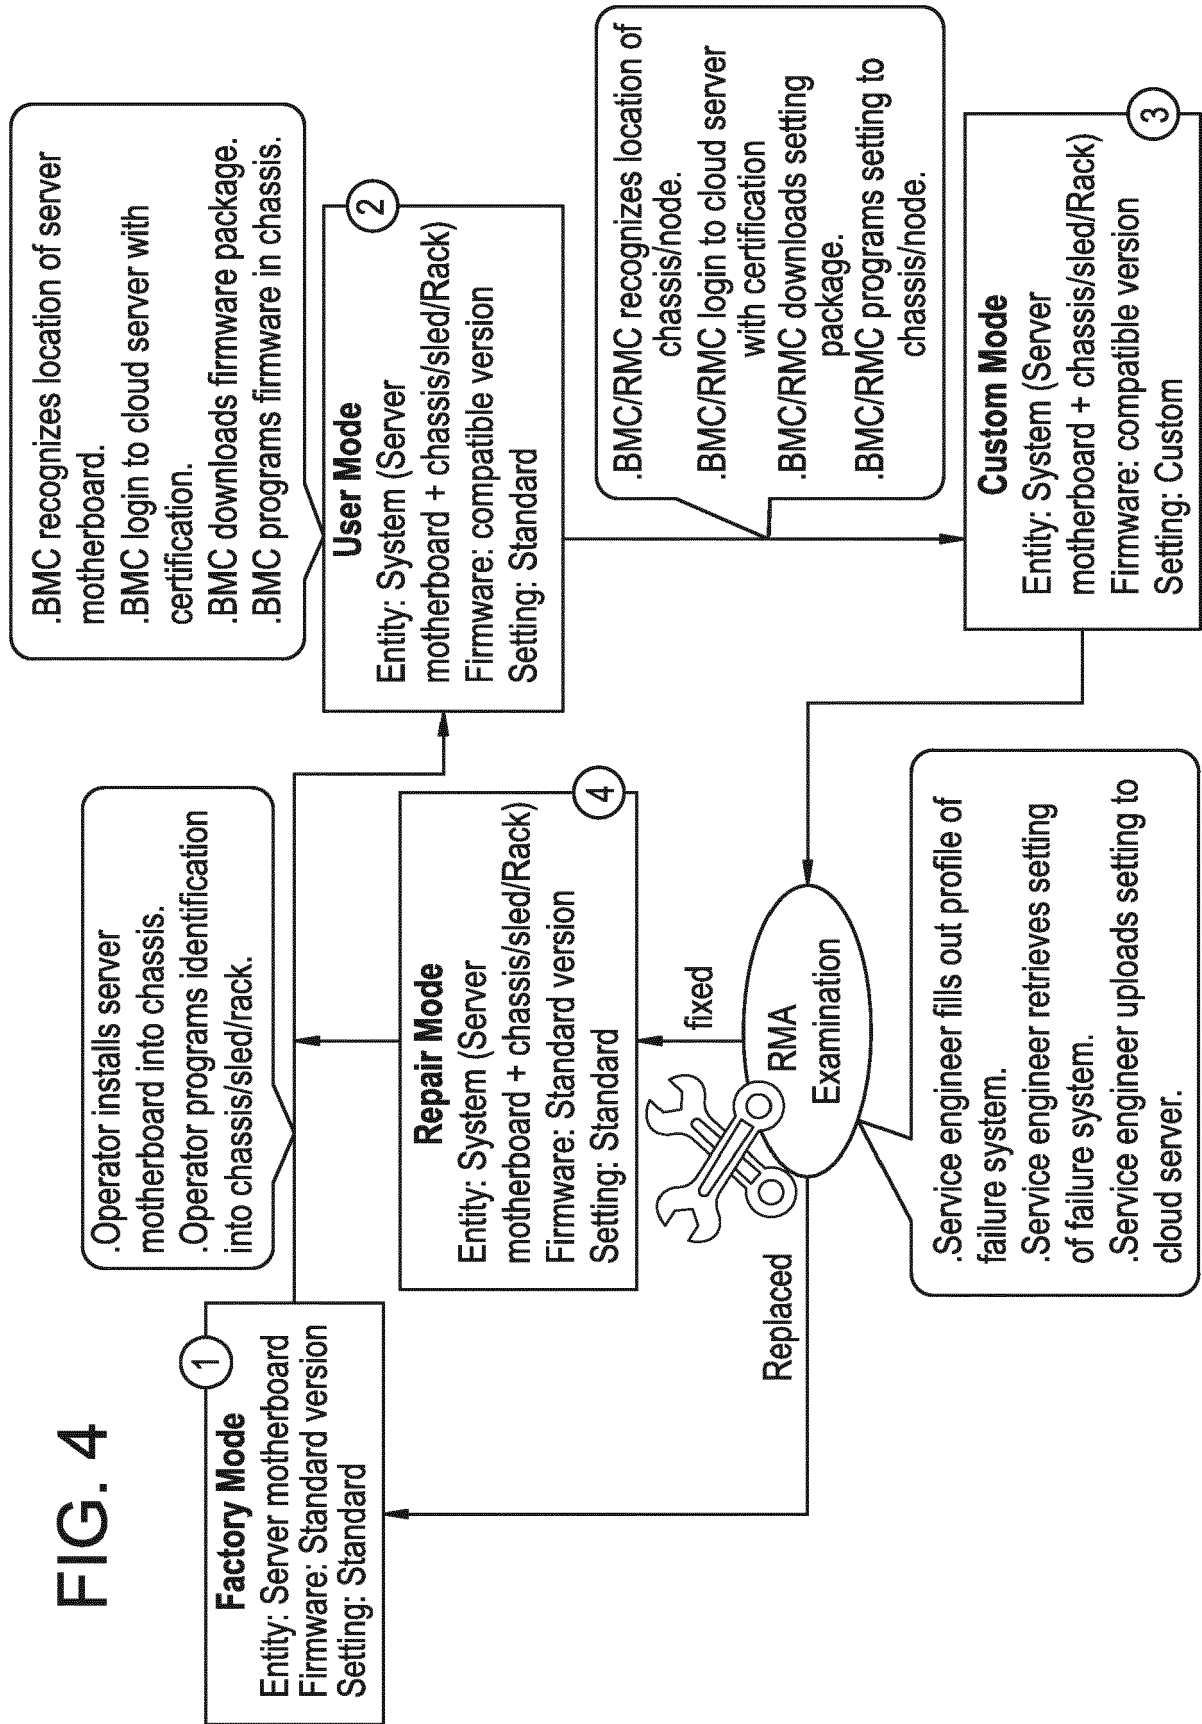 FIG. 4
1
Factory Mode
Entity: Server motherboard
Firmware: Standard version
Setting: Standard
.Operator installs server
motherboard into chassis.
.Operator programs identification
into chassis/sled/rack.
.BMC recognizes location of server
motherboard.
.BMC login to cloud server with
certification.
.BMC downloads firmware package.
.BMC programs firmware in chassis.
2
User Mode
Entity: System (Server
motherboard + chassis/sled/Rack)
Firmware: compatible version
Setting: Standard
.BMC/RMC recognizes location of
chassis/node.
.BMC/RMC login to cloud server
with certification
.BMC/RMC downloads setting
package.
.BMC/RMC programs setting to
chassis/node.
3
Custom Mode
Entity: System (Server
motherboard + chassis/sled/Rack)
Firmware: compatible version
Setting: Custom
4
Repair Mode
Entity: System (Server
motherboard + chassis/sled/Rack)
Firmware: Standard version
Setting: Standard
fixed
RMA
Examination
Replaced
.Service engineer fills out profile of
failure system.
.Service engineer retrieves setting
of failure system.
.Service engineer uploads setting to
cloud server.